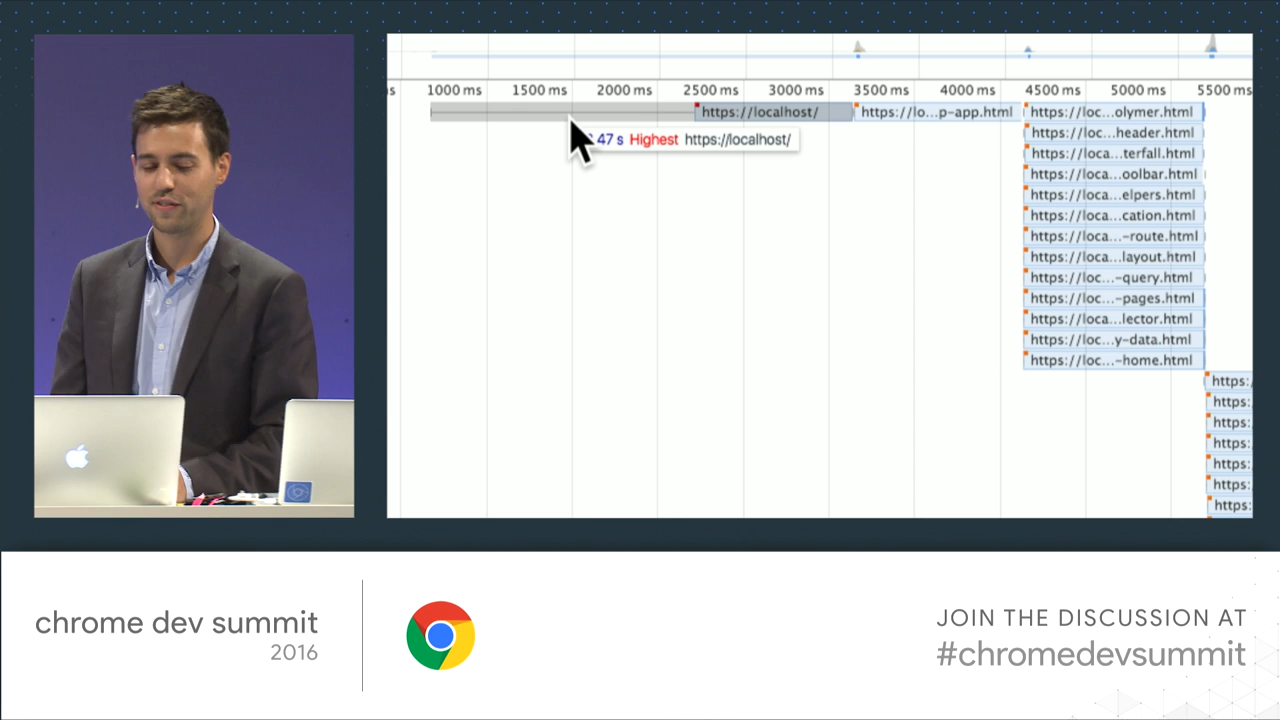 1000 ms 1500 ms 2000 ms 2500 ms 3000 ms 3500 ms 4000 ms 4500 ms 5000 ms 5500 ms
https://localhost/ https://lo...p-app.html https://loc...olymer.html
https://loca...header.html
47 s Highest https://localhost/
https://loca...terfall.html
https://loca...oolbar.html
https://loca...elpers.html
https://loca...cation.html
https://loca...-route.html
https://loca...layout.html
https://loc...-query.html
https://loc...-pages.html
https://loca...lector.html
https://loc...y-data.html
https://loc...-home.html
https:/
https:
https:
https:
https:
https:
https:
chrome dev summit
2016
JOIN THE DISCUSSION AT
#chromedevsummit